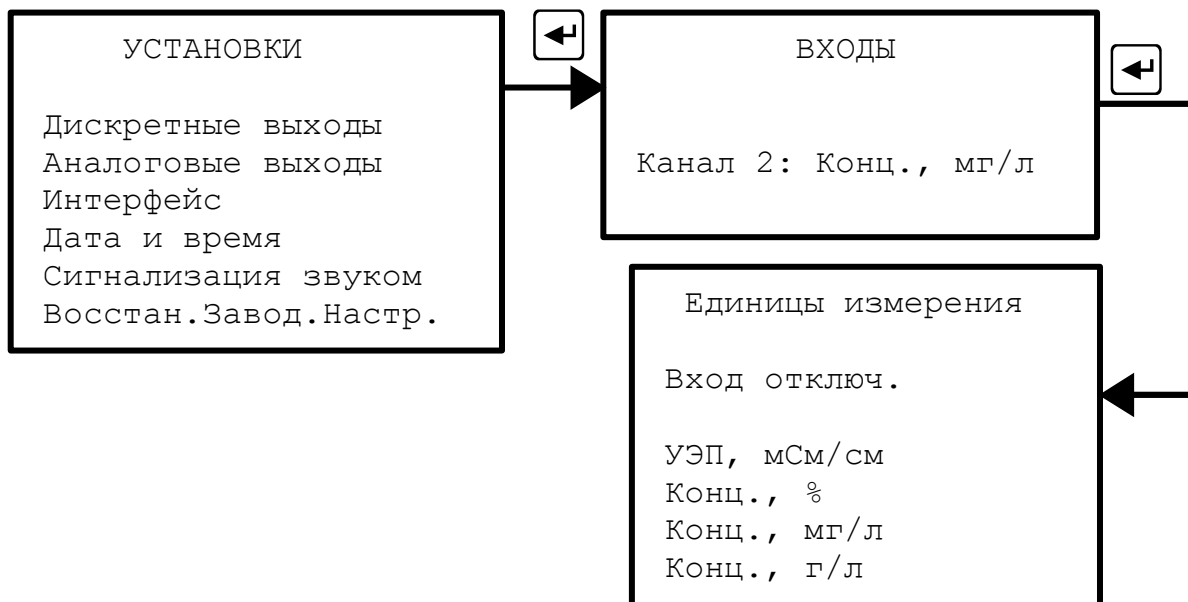 УСТАНОВКИ
Дискретные выходы
Аналоговые выходы
Интерфейс
Дата и время
Сигнализация звуком
Восстан.Завод.Настр.
ВХОДЫ
Канал 2: Конц., мг/л
Единицы измерения
Вход отключ.
УЭП, мСм/см
Конц., %
Конц., мг/л
Конц., г/л